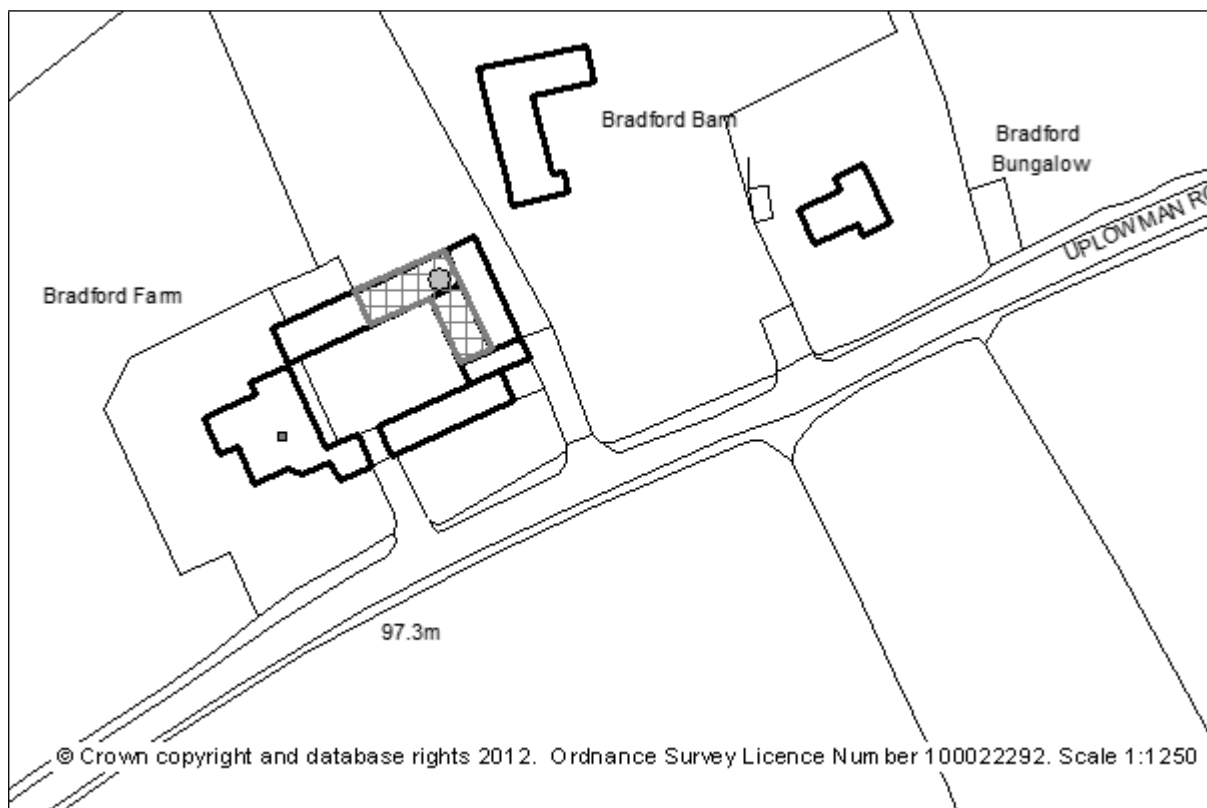 Bradford Barn
Bradford
Bungalow
UPLOWMAN RO
Bradford Farm
97.3m
© Crown copyright and database rights 2012. Ordnance Survey Licence Number 100022292. Scale 1:1250